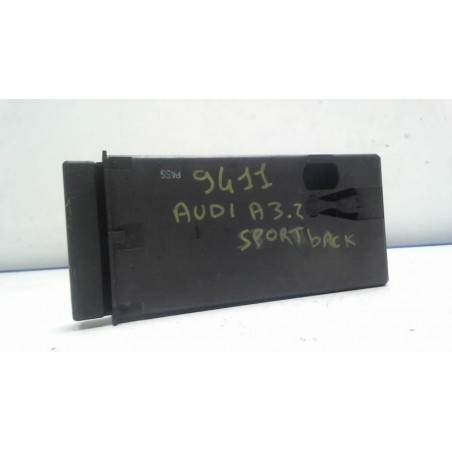 PASS
9411
AUDI A3.2
SPORTbACK